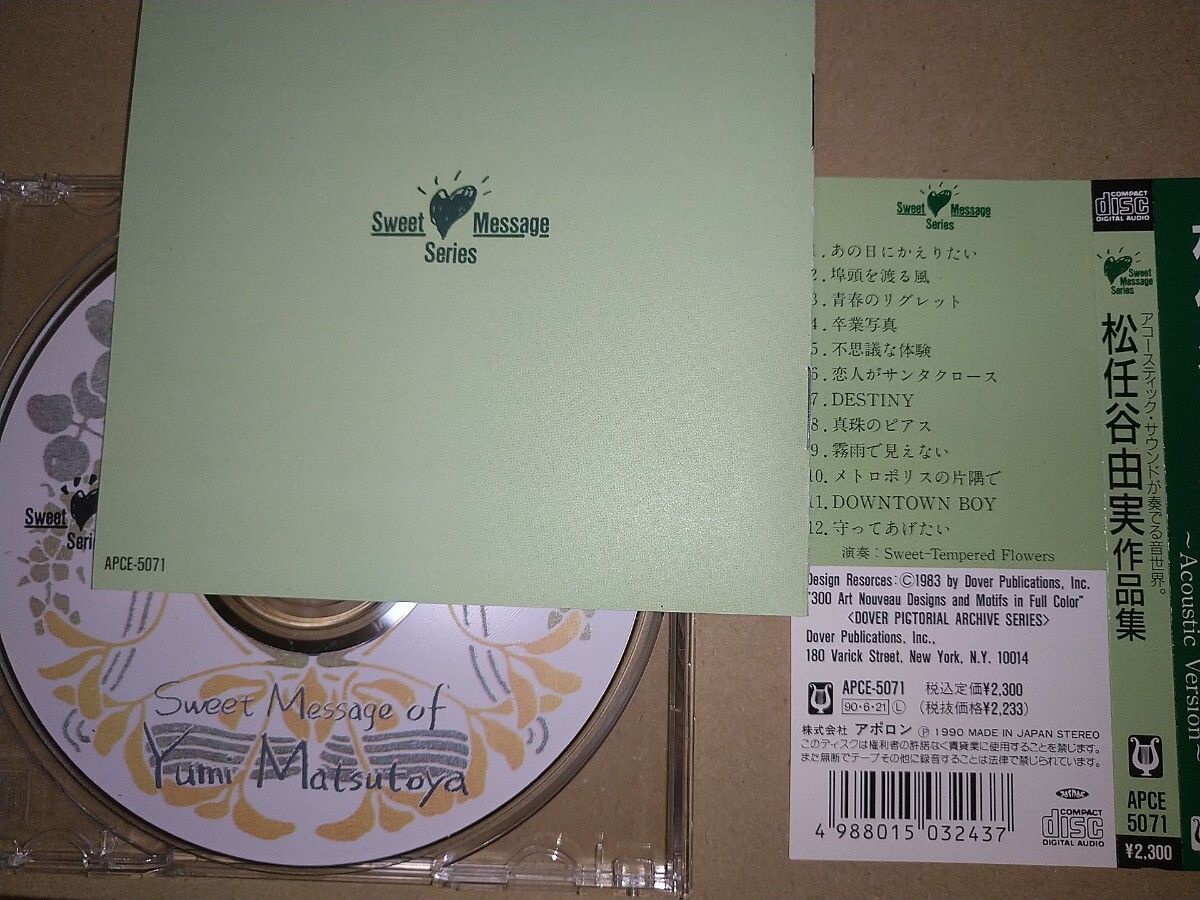 Sweet Message
Series
APCE-5071
Sweet
Seri
Sweet Message of
Yumi Matsutoya
Sweet Message
Series
1.あの日にかえりたい
2.埠頭を渡る風
3.青春のリグレット
4.卒業写真
5.不思議な体験
6.恋人がサンタクロース
7.DESTINY
8.真珠のピアス
9.霧雨で見えない
10.メトロポリスの片隅で
11.DOWNTOWN BOY
12.守ってあげたい
演奏：Sweet-Tempered Flowers
Design Resorces:©1983 by Dover Publications, Inc.
"300 Art Nouveau Designs and Motifs in Full Color"
<DOVER PICTORIAL ARCHIVE SERIES>
Dover Publications, Inc.,
180 Varick Street, New York, N.Y. 10014
APCE-5071 税込定価¥2,300
90・6・21 Ⓛ (税抜価格¥2,233)
株式会社 アポロン Ⓟ 1990 MADE IN JAPAN STEREO
このディスクは権利者の許諾なく賃貸業に使用することを禁じます。
また無断でテープその他に録音することは法律で禁じられています。
4 988015 032437
JASRAC
COMPACT
disc
DIGITAL AUDIO
COMPACT
disc
DIGITAL AUDIO
Sweet
Message
Series
アコースティック・サウンドが奏でる音世界。
松任谷由実作品集
APCE
5071
¥2,300
～Acoustic Version～